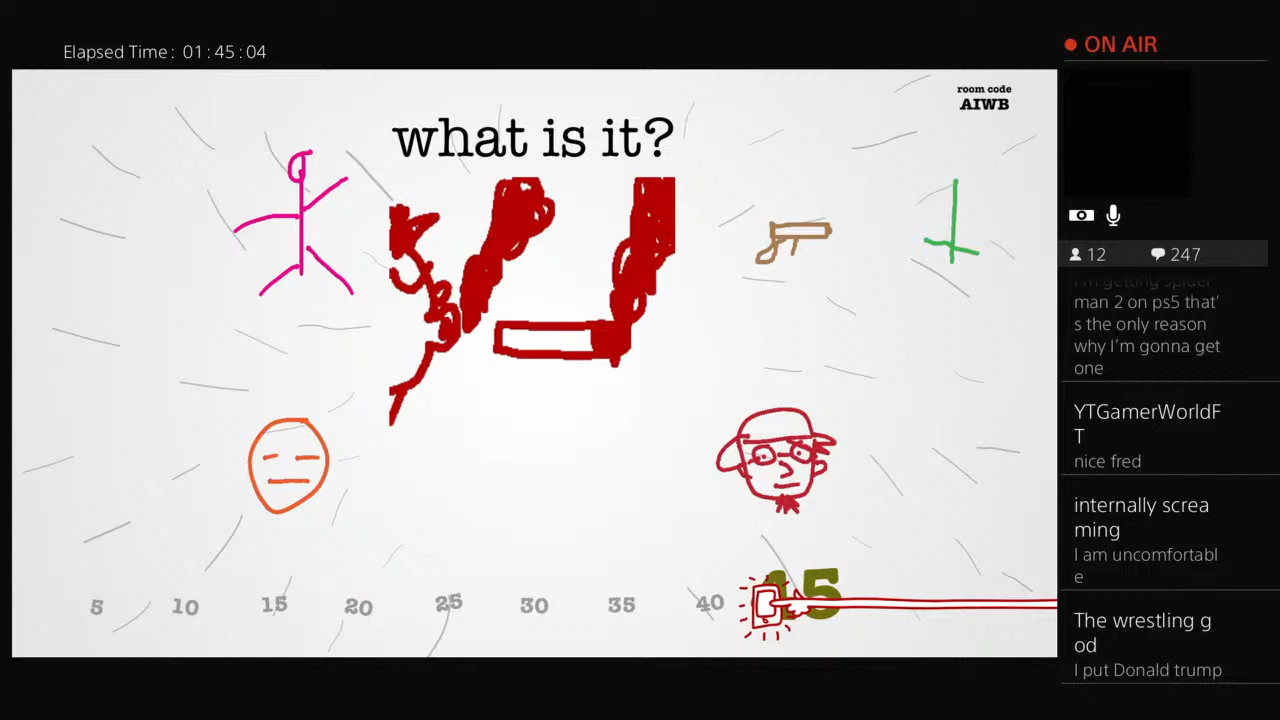 Elapsed Time: 01:45:04
ON AIR
room code
AIWB
what is it?
12
247
I'm getting spider
man 2 on ps5 that'
s the only reason
why I'm gonna get
one
YTGamerWorldF
T
nice fred
internally screa
ming
I am uncomfortabl
e
The wrestling g
od
I put Donald trump
5
10
15
20
25
30
35
40
45